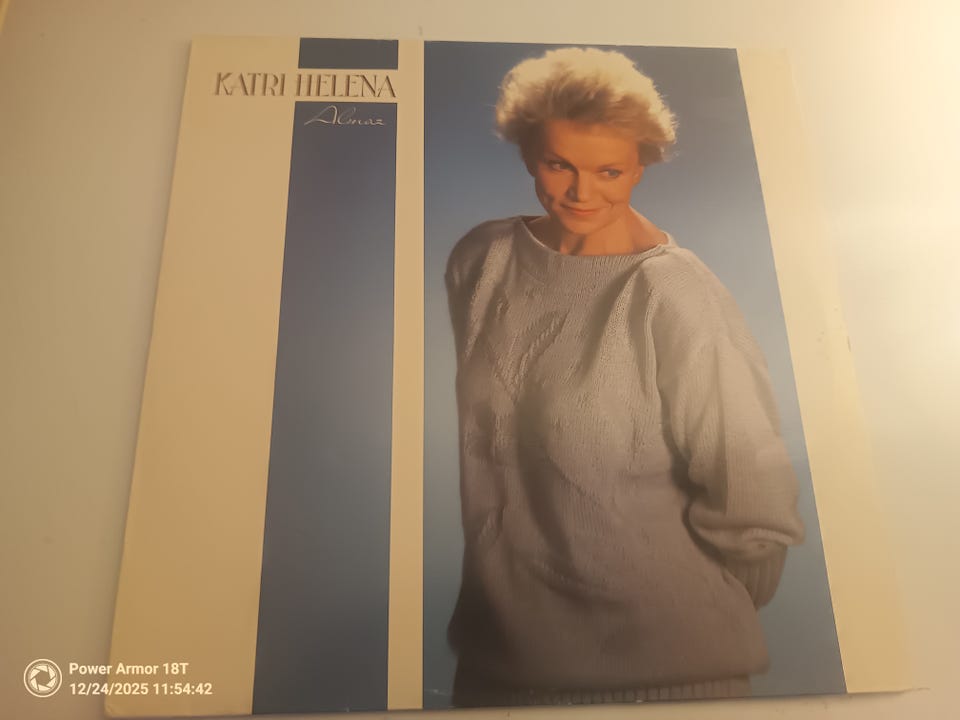 KATRI HELENA
Almaz
Power Armor 18T
12/24/2025 11:54:42